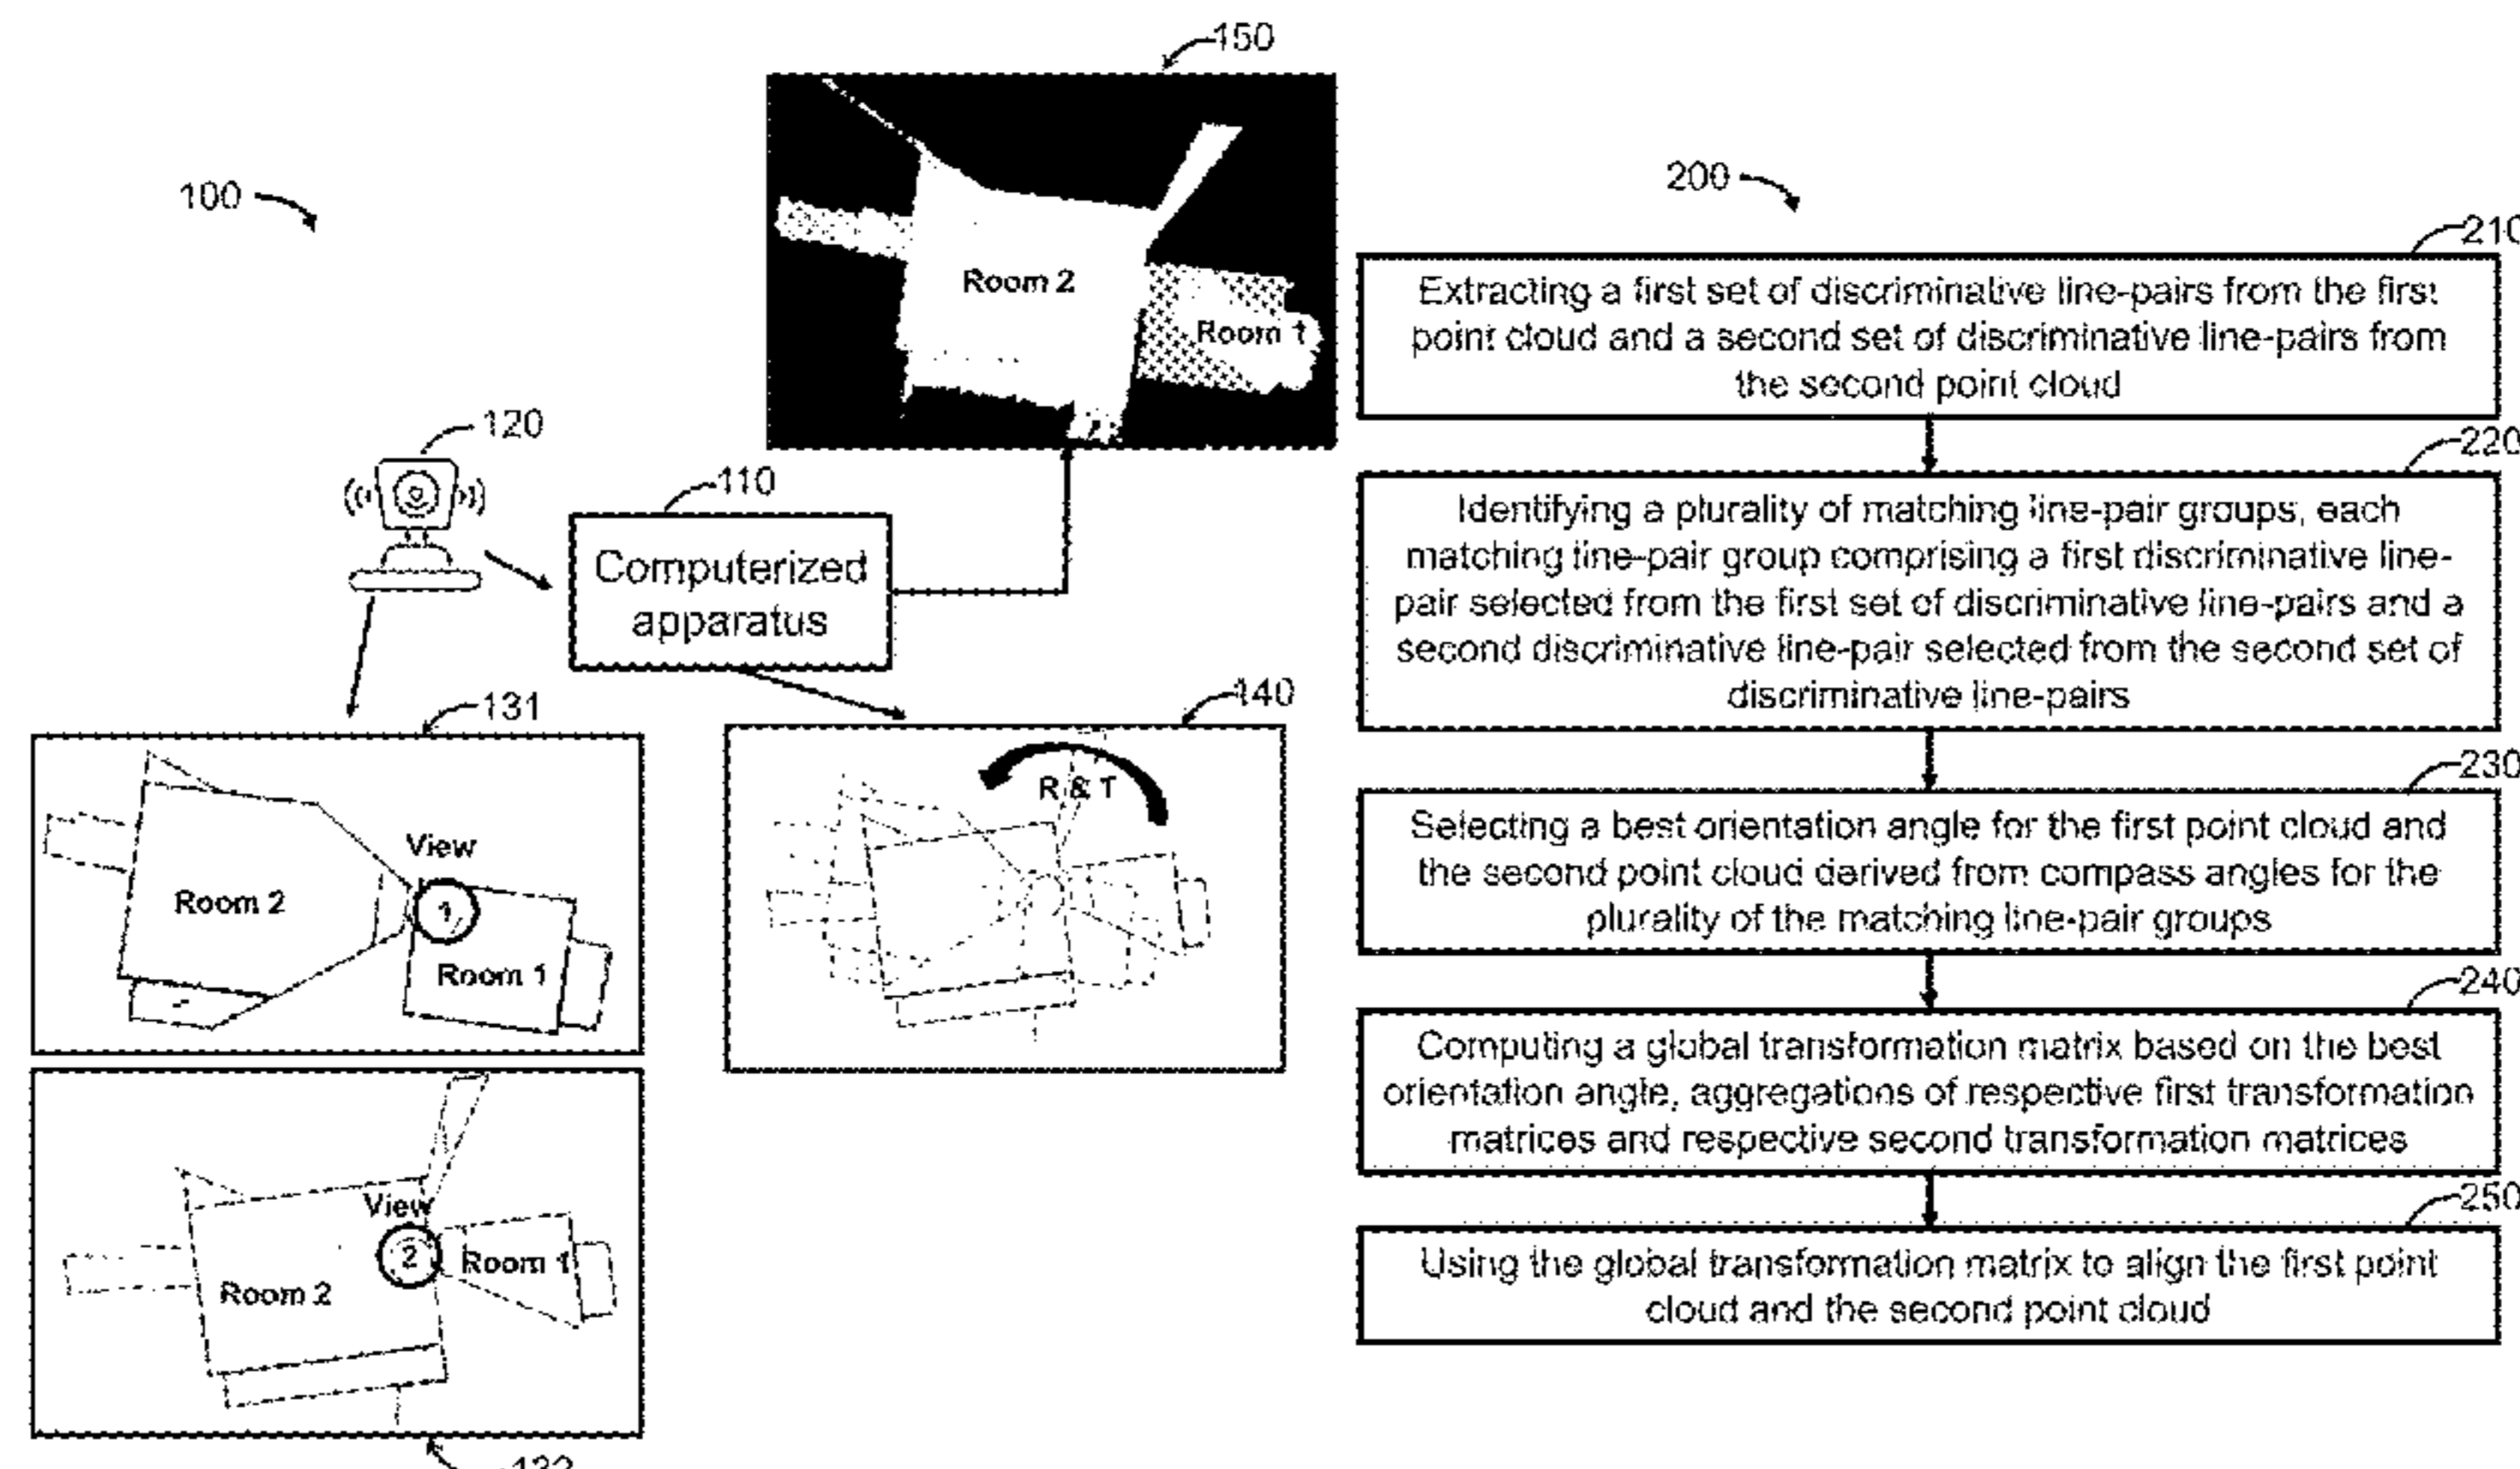 150
100
Room 2
Room 1
120
110
Computerized
apparatus
131
View
Room 2
1
Room 1
140
R & T
View
2
Room 1
Room 2
132
200
210
Extracting a first set of discriminative line-pairs from the first
point cloud and a second set of discriminative line-pairs from
the second point cloud
220
Identifying a plurality of matching line-pair groups, each
matching line-pair group comprising a first discriminative line-
pair selected from the first set of discriminative line-pairs and a
second discriminative line-pair selected from the second set of
discriminative line-pairs
230
Selecting a best orientation angle for the first point cloud and
the second point cloud derived from compass angles for the
plurality of the matching line-pair groups
240
Computing a global transformation matrix based on the best
orientation angle, aggregations of respective first transformation
matrices and respective second transformation matrices
250
Using the global transformation matrix to align the first point
cloud and the second point cloud